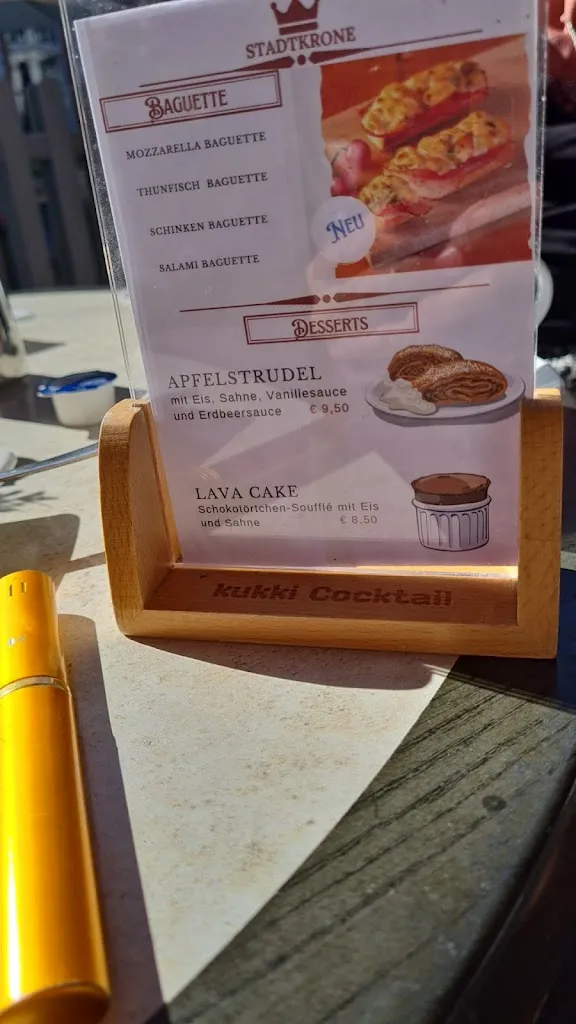 STADTKRONE
BAGUETTE
MOZZARELLA BAGUETTE
THUNFISCH BAGUETTE
SCHINKEN BAGUETTE
SALAMI BAGUETTE
NEU
DESSERTS
APFELSTRUDEL
mit Eis, Sahne, Vanillesauce
und Erdbeersauce € 9,50
LAVA CAKE
Schokotörtchen-Soufflé mit Eis
und Sahne € 8,50
kukki Cocktail